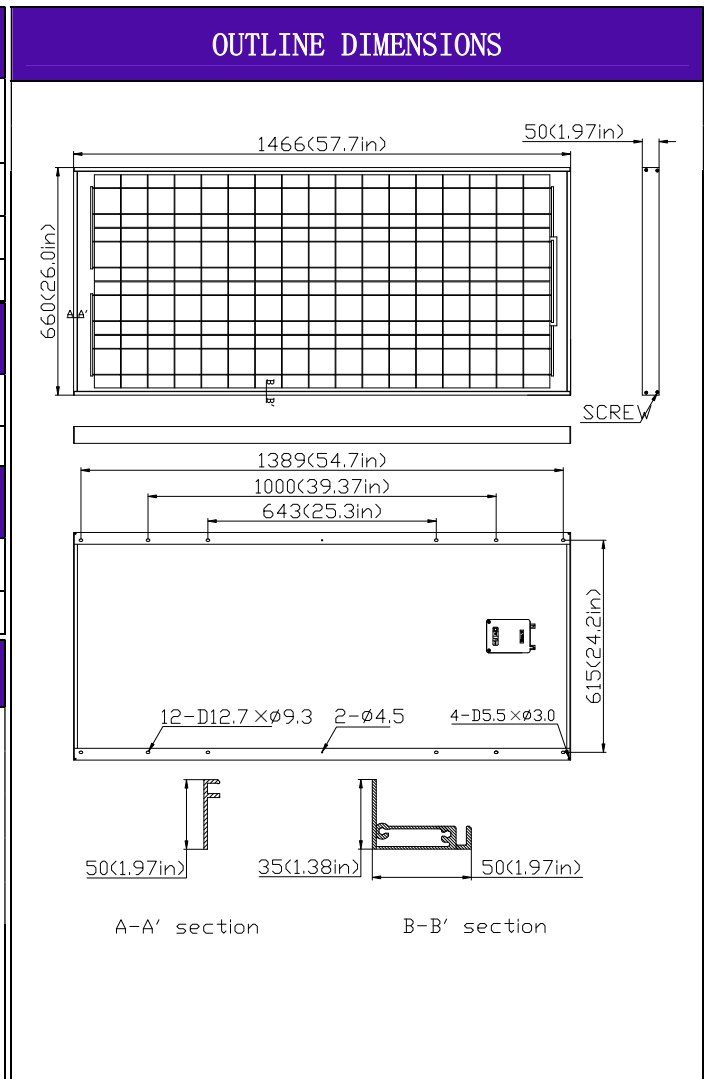 OUTLINE DIMENSIONS
1466(57.7in)
50(1.97in)
660(26.0in)
A A'
B B'
SCREW
1389(54.7in)
1000(39.37in)
643(25.3in)
615(24.2in)
12-D12.7 ×Ø9.3
2-Ø4.5
4-D5.5 ר3.0
50(1.97in)
35(1.38in)
50(1.97in)
A-A' section
B-B' section